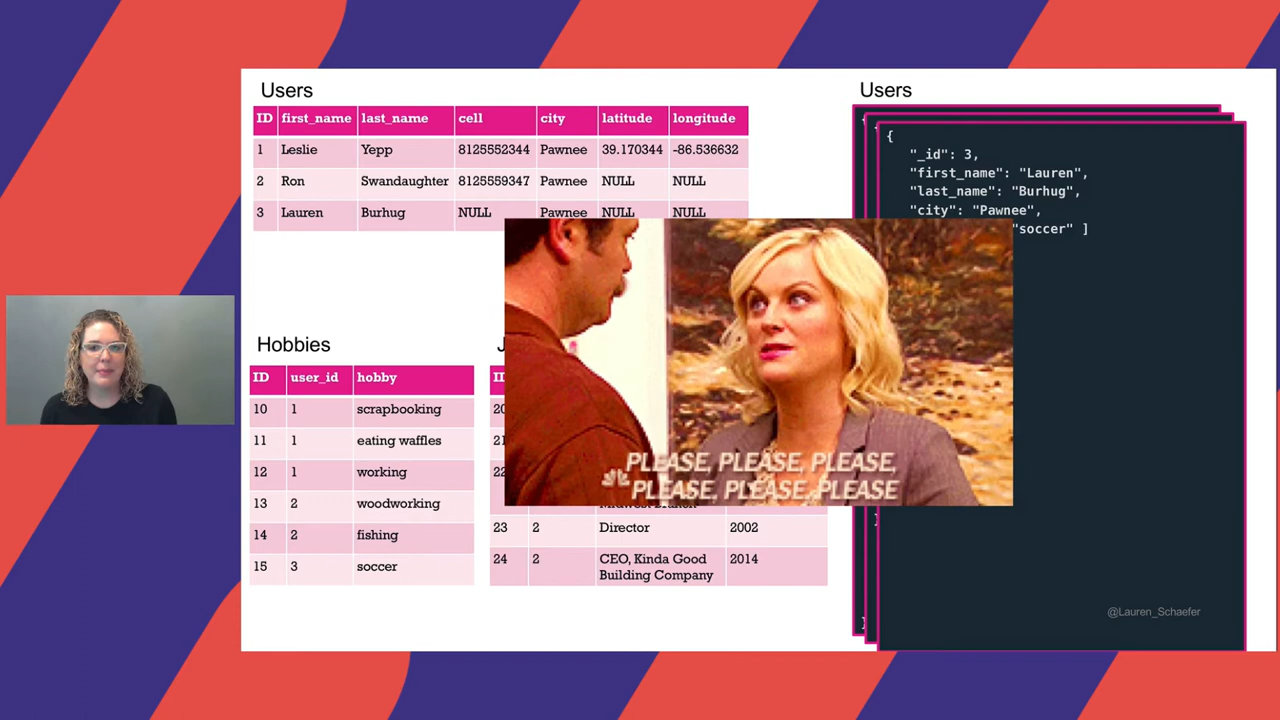 Users
ID first_name last_name cell city latitude longitude
1 Leslie Yepp 8125552344 Pawnee 39.170344 -86.536632
2 Ron Swandaughter 8125559347 Pawnee NULL NULL
3 Lauren Burhug NULL Pawnee NULL NULL
Hobbies
ID user_id hobby
10 1 scrapbooking
11 1 eating waffles
12 1 working
13 2 woodworking
14 2 fishing
15 3 soccer
ID
20
21
22
23 2 Director 2002
24 2 CEO, Kinda Good
Building Company 2014
PLEASE, PLEASE, PLEASE,
PLEASE, PLEASE, PLEASE
Users
{
"_id": 3,
"first_name": "Lauren",
"last_name": "Burhug",
"city": "Pawnee",
"soccer" ]
@Lauren_Schaefer